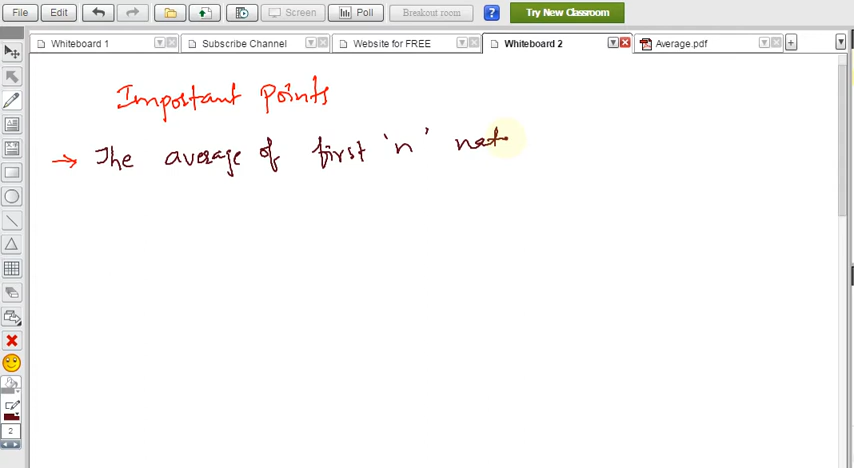 File Edit Screen Poll Breakout room ? Try New Classroom
Whiteboard 1 Subscribe Channel Website for FREE Whiteboard 2 Average.pdf
Important Points
→ The average of first 'n' nat
2